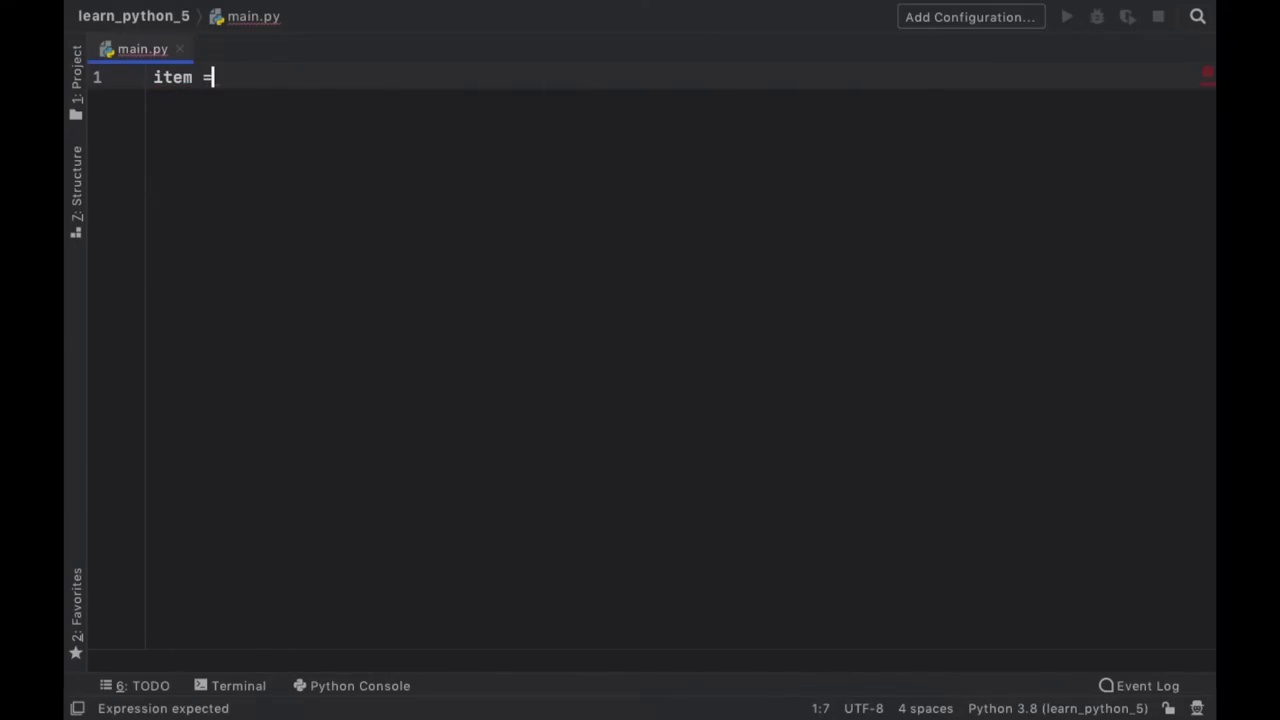 learn_python_5 main.py Add Configuration...
main.py
1: Project
1 item =
Z: Structure
2: Favorites
6: TODO Terminal Python Console Event Log
Expression expected 1:7 UTF-8 4 spaces Python 3.8 (learn_python_5)